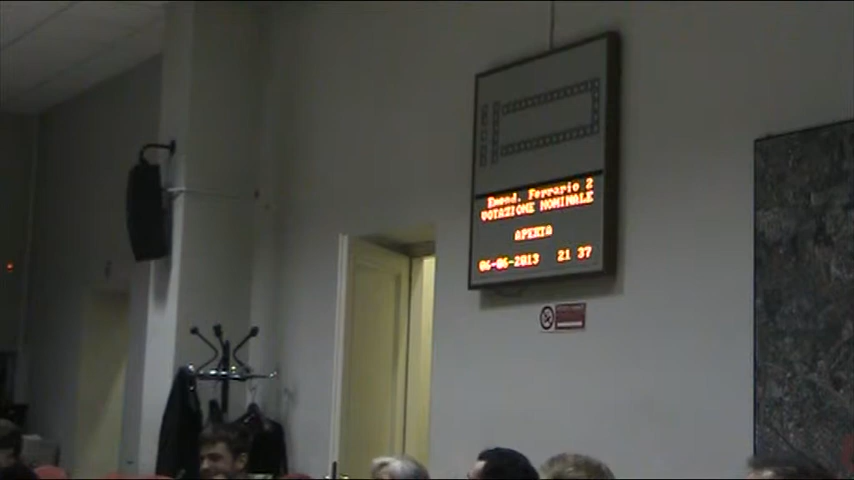 Emend. Ferrario 2
VOTAZIONE NOMINALE
APERTA
06-06-2013 21 37